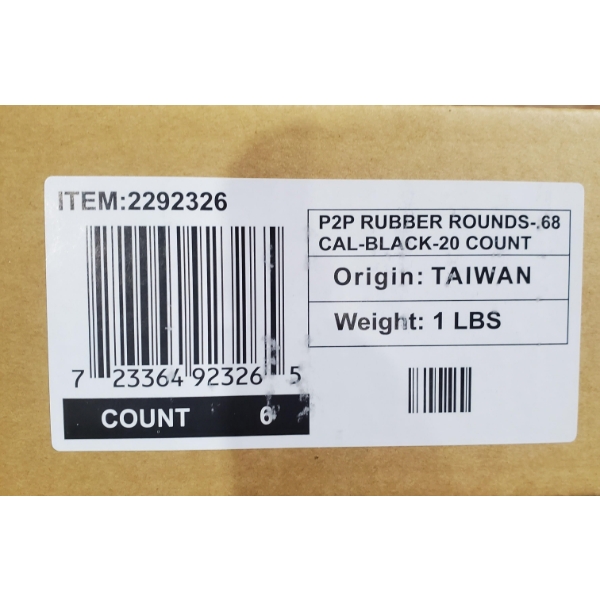 ITEM:2292326
P2P RUBBER ROUNDS-.68
CAL-BLACK-20 COUNT
Origin: TAIWAN
Weight: 1 LBS
7 23364 92326 5
COUNT 6